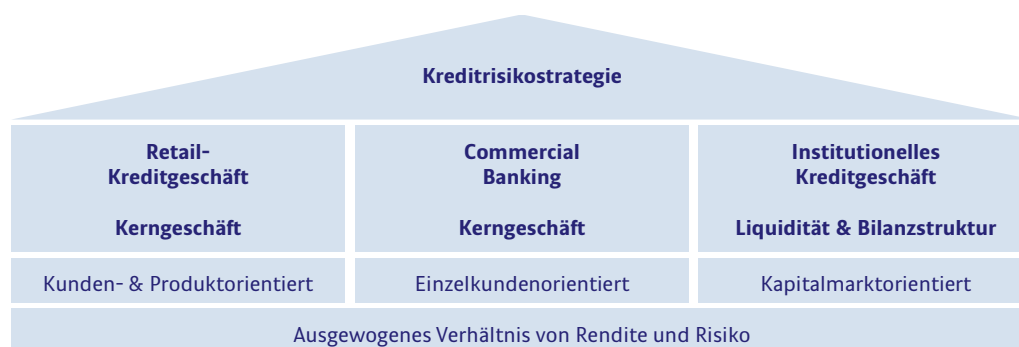 Kreditrisikostrategie
Retail-
Kreditgeschäft
Kerngeschäft
Commercial
Banking
Kerngeschäft
Institutionelles
Kreditgeschäft
Liquidität & Bilanzstruktur
Kunden- & Produktorientiert
Einzelkundenorientiert
Kapitalmarktorientiert
Ausgewogenes Verhältnis von Rendite und Risiko